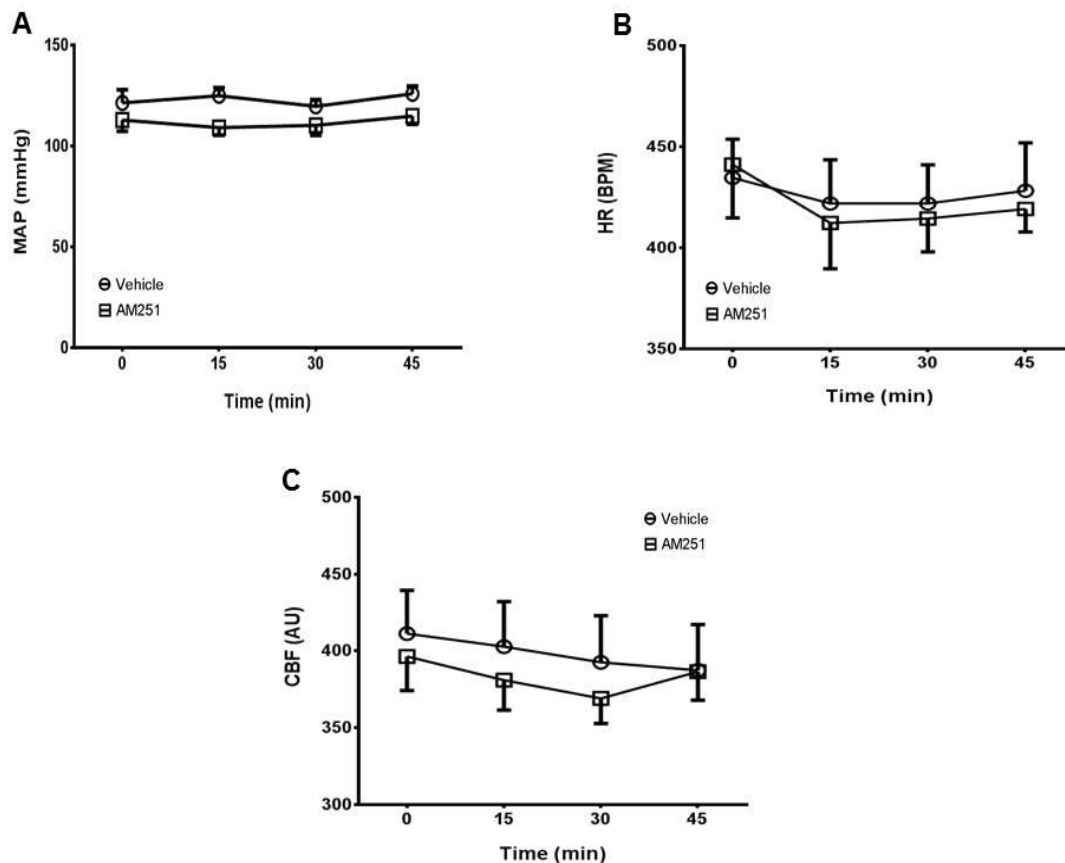 A
MAP (mmHg)
150
100
50
0
Vehicle
AM251
0 15 30 45
Time (min)
B
HR (BPM)
500
450
400
350
Vehicle
AM251
0 15 30 45
Time (min)
C
CBF (AU)
500
450
400
350
300
Vehicle
AM251
0 15 30 45
Time (min)